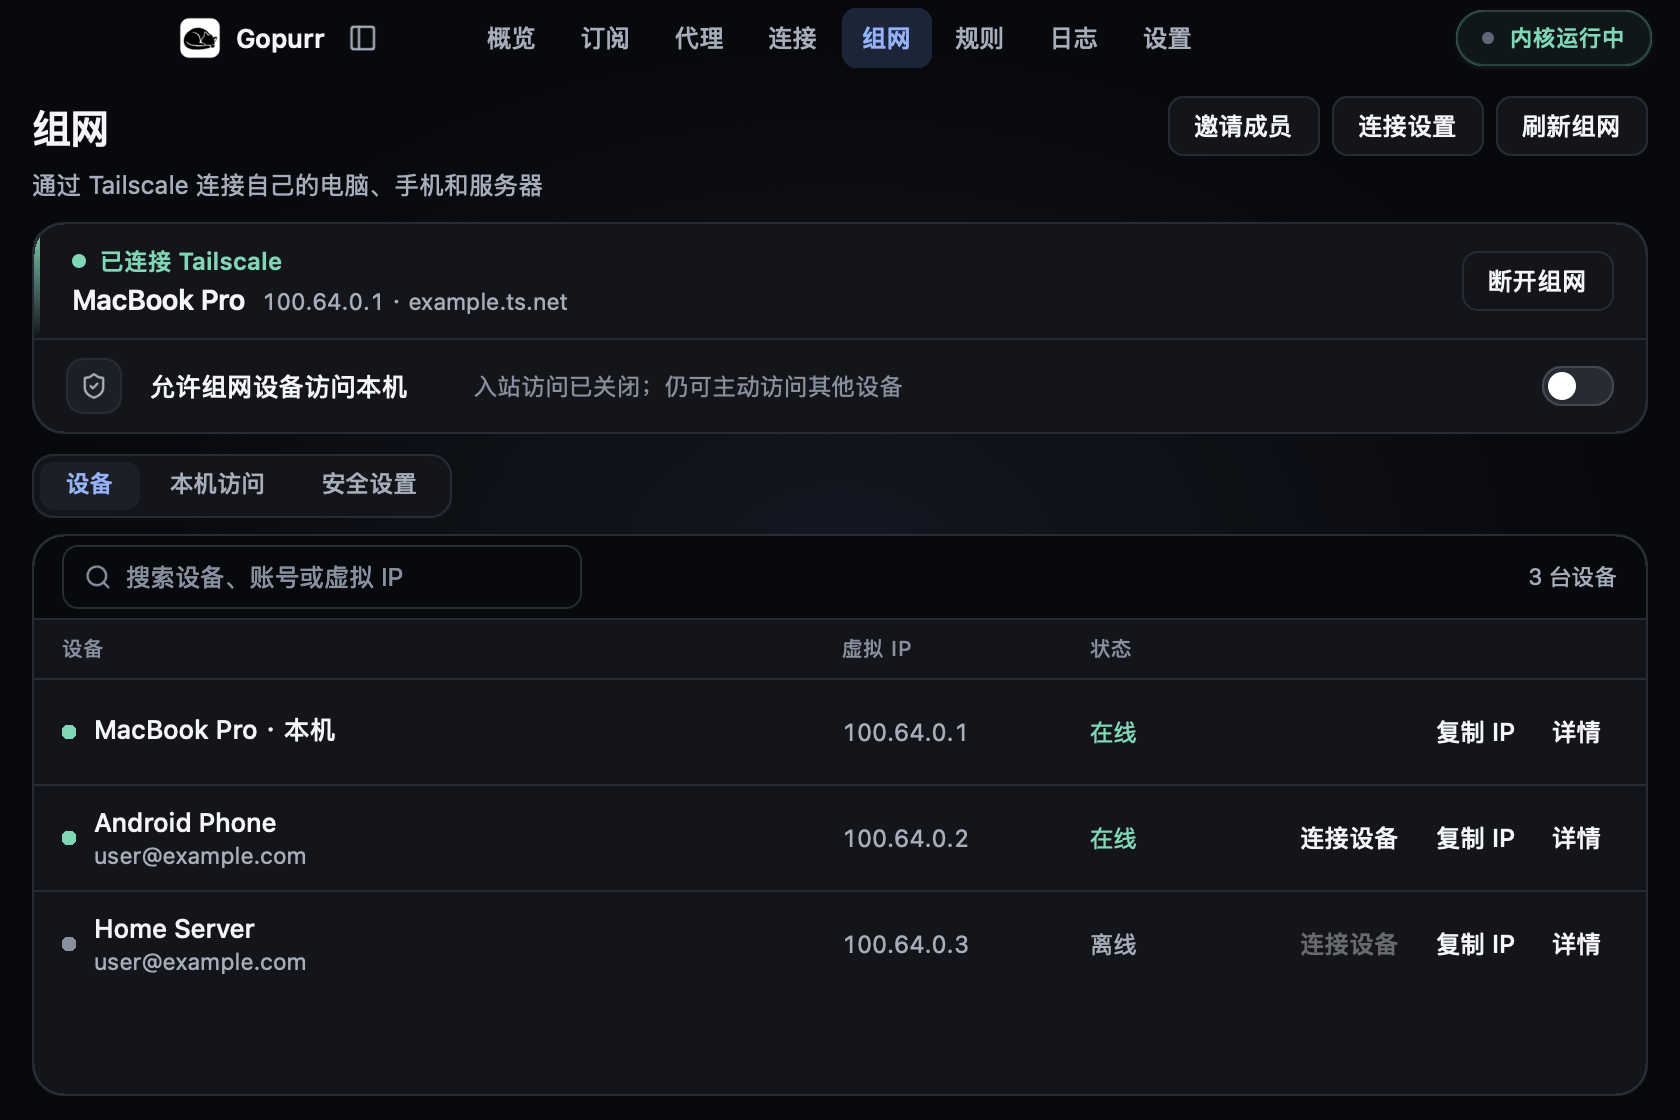 Gopurr
概览 订阅 代理 连接 组网 规则 日志 设置
内核运行中
组网
邀请成员 连接设置 刷新组网
通过 Tailscale 连接自己的电脑、手机和服务器
已连接 Tailscale
MacBook Pro 100.64.0.1 · example.ts.net
断开组网
允许组网设备访问本机 入站访问已关闭；仍可主动访问其他设备
设备 本机访问 安全设置
搜索设备、账号或虚拟 IP
3 台设备
设备 虚拟 IP 状态
MacBook Pro · 本机 100.64.0.1 在线 复制 IP 详情
Android Phone
user@example.com
100.64.0.2 在线 连接设备 复制 IP 详情
Home Server
user@example.com
100.64.0.3 离线 连接设备 复制 IP 详情